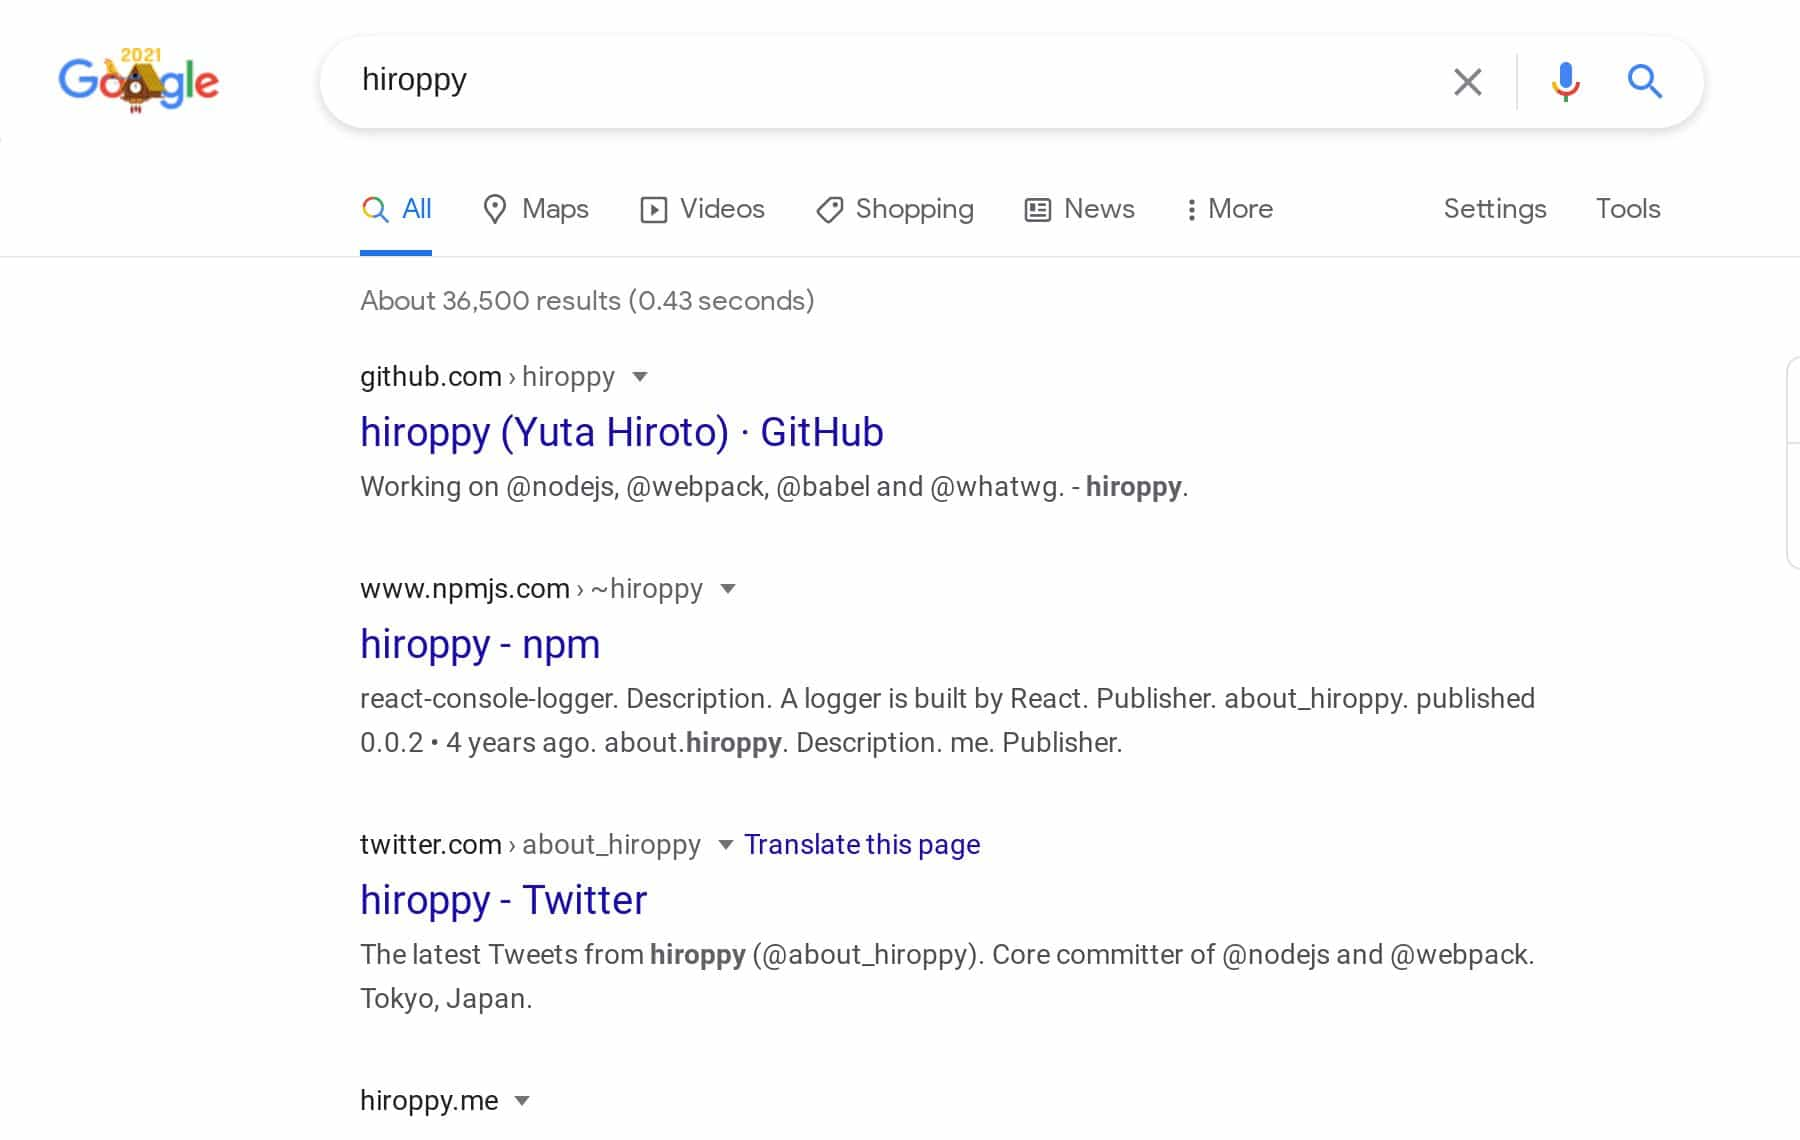 2021
Google
hiroppy
All Maps Videos Shopping News More Settings Tools
About 36,500 results (0.43 seconds)
github.com › hiroppy
hiroppy (Yuta Hiroto) · GitHub
Working on @nodejs, @webpack, @babel and @whatwg. - hiroppy.
www.npmjs.com › ~hiroppy
hiroppy - npm
react-console-logger. Description. A logger is built by React. Publisher. about_hiroppy. published
0.0.2 • 4 years ago. about.hiroppy. Description. me. Publisher.
twitter.com › about_hiroppy Translate this page
hiroppy - Twitter
The latest Tweets from hiroppy (@about_hiroppy). Core committer of @nodejs and @webpack.
Tokyo, Japan.
hiroppy.me